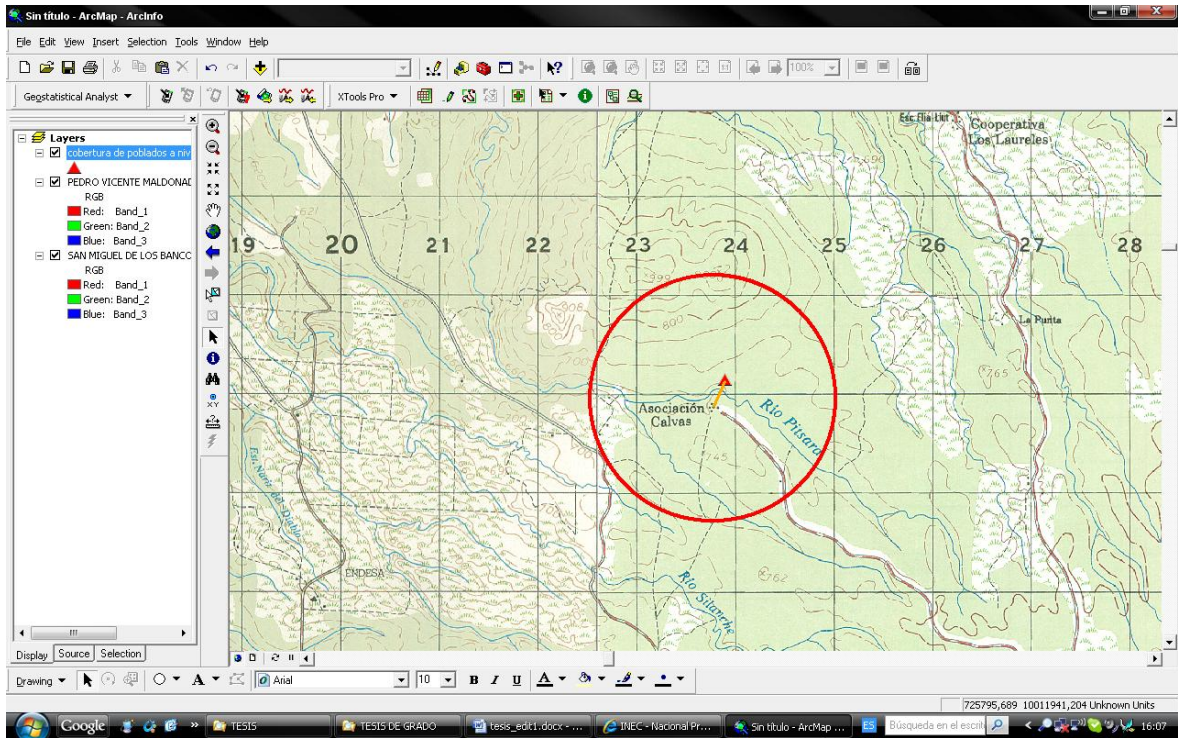 Sin título - ArcMap - ArcInfo
File Edit View Insert Selection Tools Window Help
100%
Geostatistical Analyst
XTools Pro
Layers
cobertura de poblados a niv
PEDRO VICENTE MALDONAD
RGB
Red: Band_1
Green: Band_2
Blue: Band_3
SAN MIGUEL DE LOS BANCO
RGB
Red: Band_1
Green: Band_2
Blue: Band_3
Display Source Selection
Cooperativa
Los Laureles
690
621
19 20 21 22 23 24 25 26 27 28
906
800
La Punta
765
Asociación
Calvas
Río Pitsara
745
ENDESA
762
Río Silanche
Drawing
A
Arial
10
B I U A
725795,689 10011941,204 Unknown Units
Google
TESIS
TESIS DE GRADO
tesis_edit1.docx - ...
INEC - Nacional Pr...
Sin título - ArcMap ...
ES
Búsqueda en el escrit
16:07